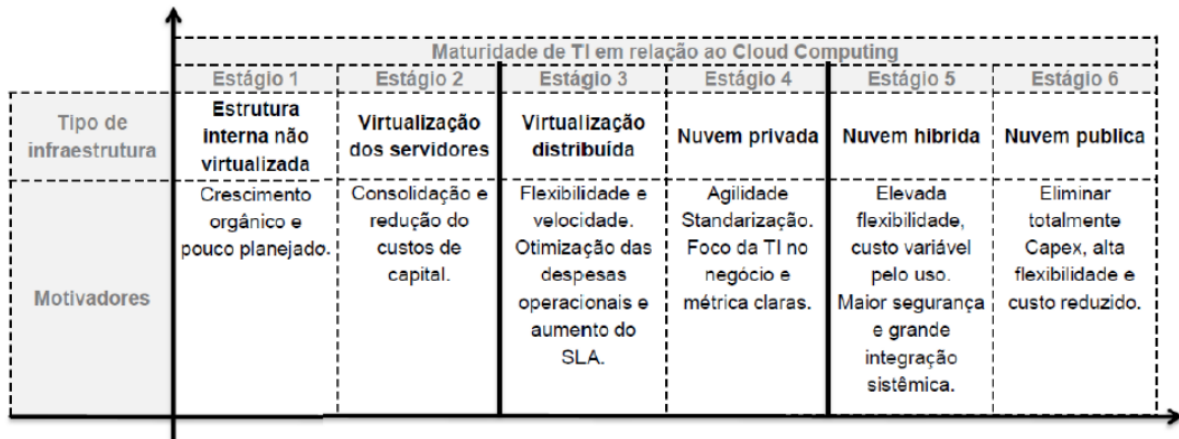 Maturidade de TI em relação ao Cloud Computing
Estágio 1
Estágio 2
Estágio 3
Estágio 4
Estágio 5
Estágio 6
Tipo de
infraestrutura
Estrutura
interna não
virtualizada
Virtualização
dos servidores
Virtualização
distribuída
Nuvem privada
Nuvem hibrida
Nuvem publica
Motivadores
Crescimento
orgânico e
pouco planejado.
Consolidação e
redução do
custos de
capital.
Flexibilidade e
velocidade.
Otimização das
despesas
operacionais e
aumento do
SLA.
Agilidade
Standarização.
Foco da TI no
negócio e
métrica claras.
Elevada
flexibilidade,
custo variável
pelo uso.
Maior segurança
e grande
integração
sistêmica.
Eliminar
totalmente
Capex, alta
flexibilidade e
custo reduzido.